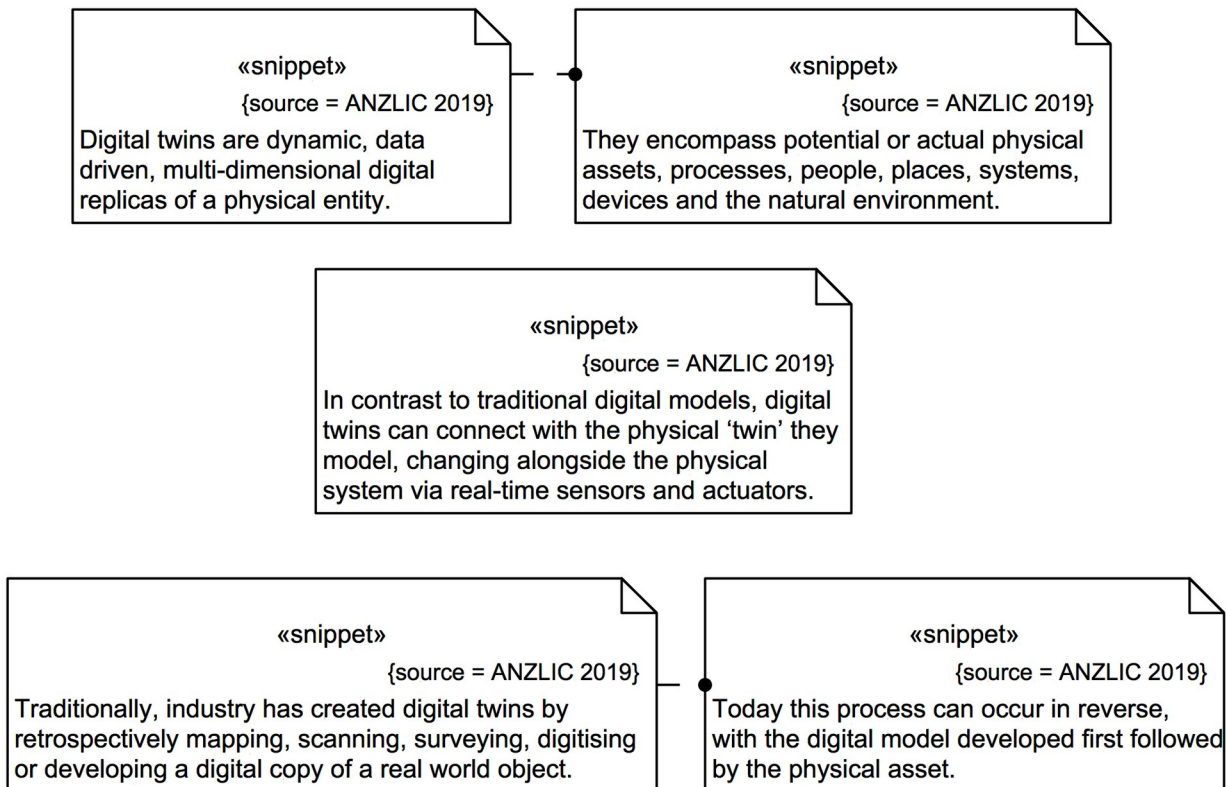 «snippet»
{source = ANZLIC 2019}
Digital twins are dynamic, data
driven, multi-dimensional digital
replicas of a physical entity.
«snippet»
{source = ANZLIC 2019}
They encompass potential or actual physical
assets, processes, people, places, systems,
devices and the natural environment.
«snippet»
{source = ANZLIC 2019}
In contrast to traditional digital models, digital
twins can connect with the physical ‘twin’ they
model, changing alongside the physical
system via real-time sensors and actuators.
«snippet»
{source = ANZLIC 2019}
Traditionally, industry has created digital twins by
retrospectively mapping, scanning, surveying, digitising
or developing a digital copy of a real world object.
«snippet»
{source = ANZLIC 2019}
Today this process can occur in reverse,
with the digital model developed first followed
by the physical asset.